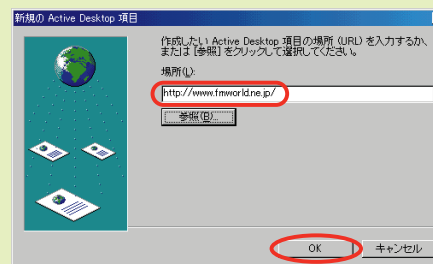 新規の Active Desktop 項目
作成したい Active Desktop 項目の場所 (URL) を入力するか、
または [参照] をクリックして選択してください。
場所(L):
http://www.fmworld.ne.jp/
参照(B)...
OK
キャンセル